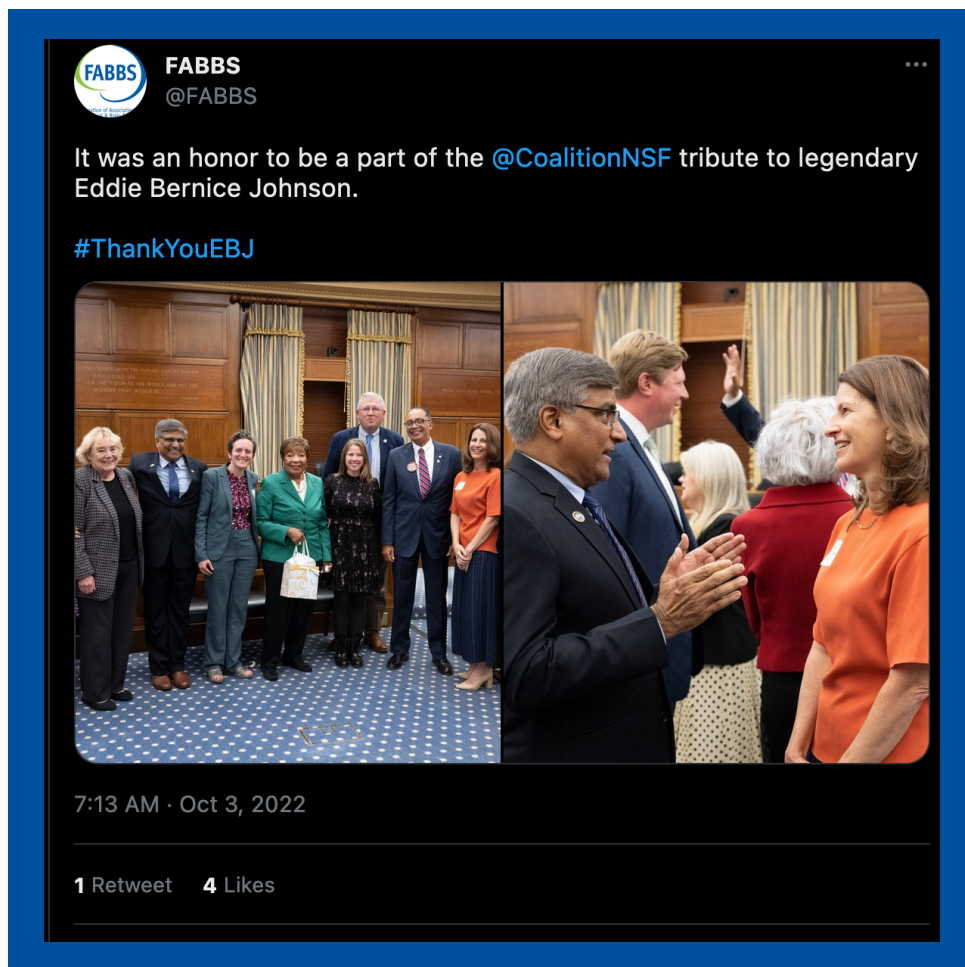 FABBS
FABBS
@FABBS
It was an honor to be a part of the @CoalitionNSF tribute to legendary
Eddie Bernice Johnson.
#ThankYouEBJ
7:13 AM · Oct 3, 2022
1 Retweet 4 Likes